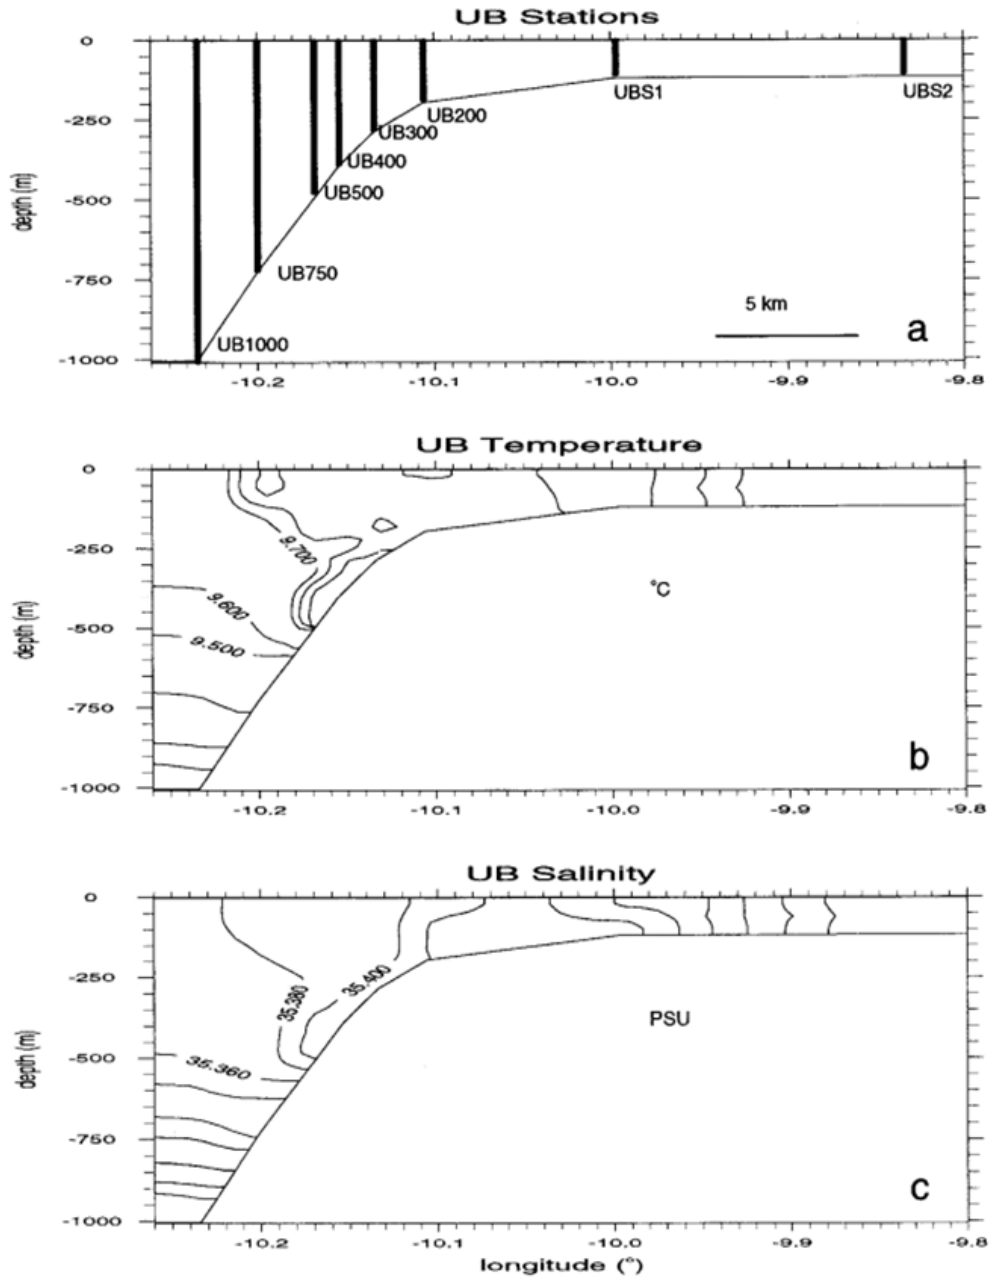 UB Stations
0
-250
-500
-750
-1000
depth (m)
UBS1
UBS2
UB200
UB300
UB400
UB500
UB750
UB1000
5 km
a
-10.2
-10.1
-10.0
-9.9
-9.8
UB Temperature
0
-250
-500
-750
-1000
depth (m)
9.700
9.600
9.500
°C
b
-10.2
-10.1
-10.0
-9.9
-9.8
UB Salinity
0
-250
-500
-750
-1000
depth (m)
35.400
35.380
35.360
PSU
c
-10.2
-10.1
-10.0
-9.9
-9.8
longitude (°)